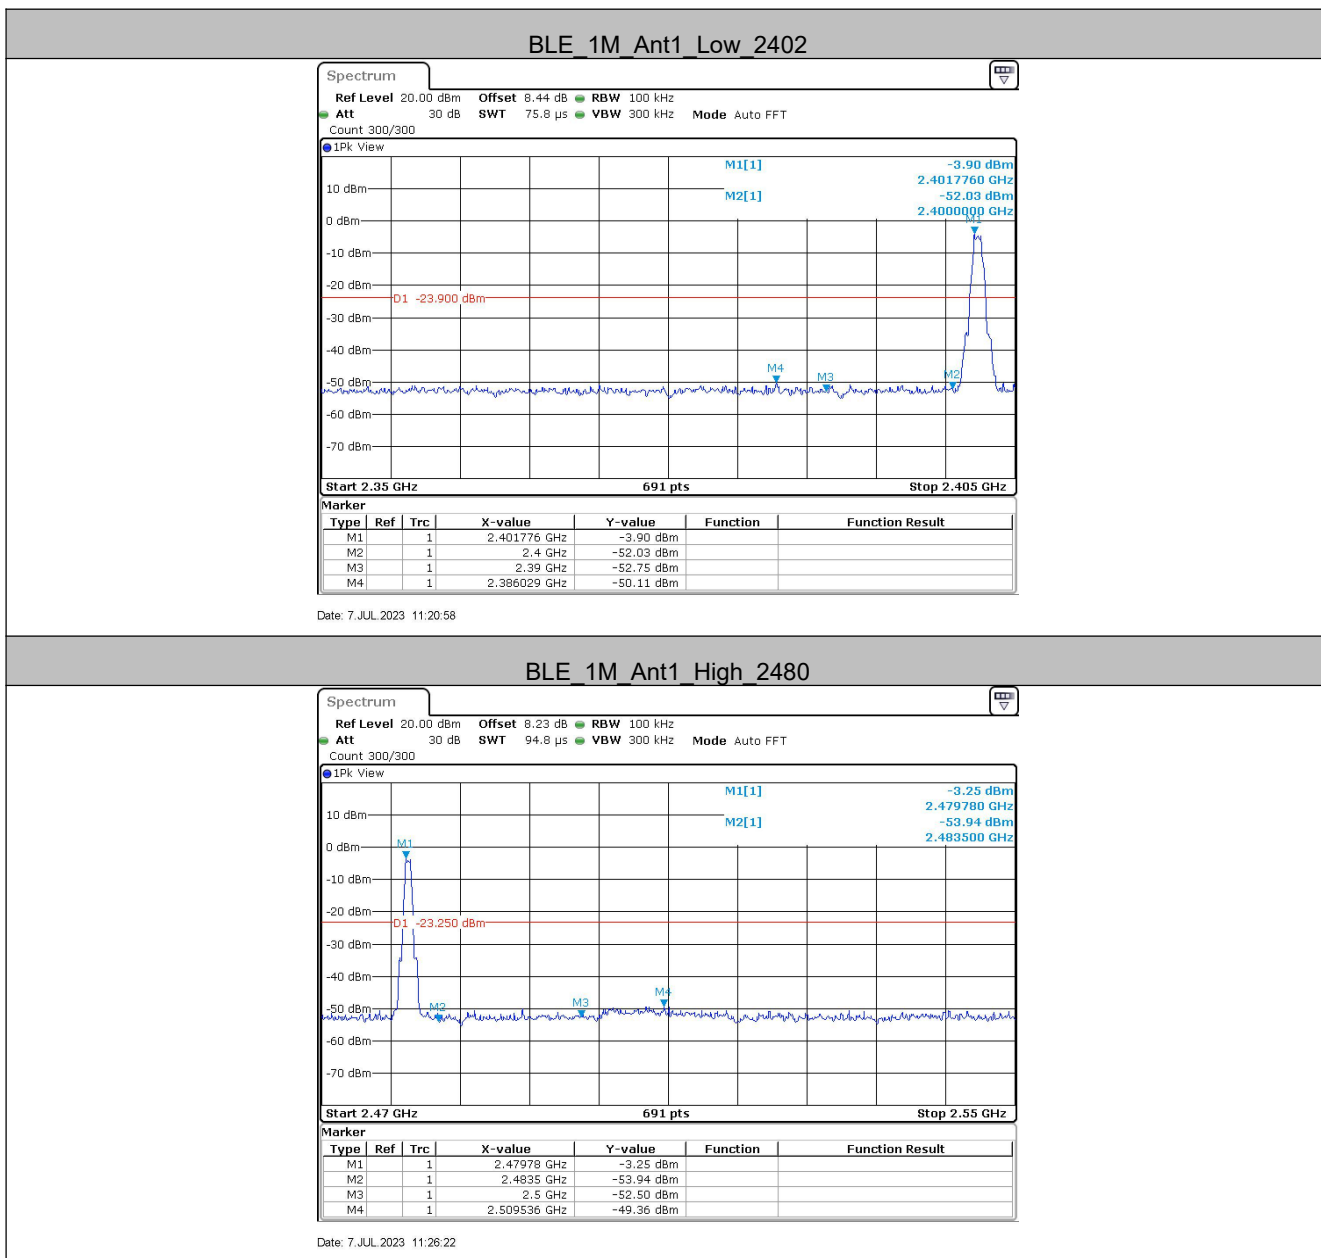 BLE_1M_Ant1_Low_2402
Spectrum
Ref Level 20.00 dBm Offset 8.44 dB RBW 100 kHz
Att 30 dB SWT 75.8 µs VBW 300 kHz Mode Auto FFT
Count 300/300
1Pk View
M1[1] -3.90 dBm
2.4017760 GHz
10 dBm
M2[1] -52.03 dBm
2.4000000 GHz
0 dBm
M1
-10 dBm
-20 dBm
D1 -23.900 dBm
-30 dBm
-40 dBm
M4
M3
M2
-50 dBm
-60 dBm
-70 dBm
Start 2.35 GHz 691 pts Stop 2.405 GHz
Marker
Type Ref Trc X-value Y-value Function Function Result
M1 1 2.401776 GHz -3.90 dBm
M2 1 2.4 GHz -52.03 dBm
M3 1 2.39 GHz -52.75 dBm
M4 1 2.386029 GHz -50.11 dBm
Date: 7.JUL.2023 11:20:58
BLE_1M_Ant1_High_2480
Spectrum
Ref Level 20.00 dBm Offset 8.23 dB RBW 100 kHz
Att 30 dB SWT 94.8 µs VBW 300 kHz Mode Auto FFT
Count 300/300
1Pk View
M1[1] -3.25 dBm
2.479780 GHz
10 dBm
M2[1] -53.94 dBm
2.483500 GHz
0 dBm
M1
-10 dBm
-20 dBm
D1 -23.250 dBm
-30 dBm
-40 dBm
M4
M3
M2
-50 dBm
-60 dBm
-70 dBm
Start 2.47 GHz 691 pts Stop 2.55 GHz
Marker
Type Ref Trc X-value Y-value Function Function Result
M1 1 2.47978 GHz -3.25 dBm
M2 1 2.4835 GHz -53.94 dBm
M3 1 2.5 GHz -52.50 dBm
M4 1 2.509536 GHz -49.36 dBm
Date: 7.JUL.2023 11:26:22